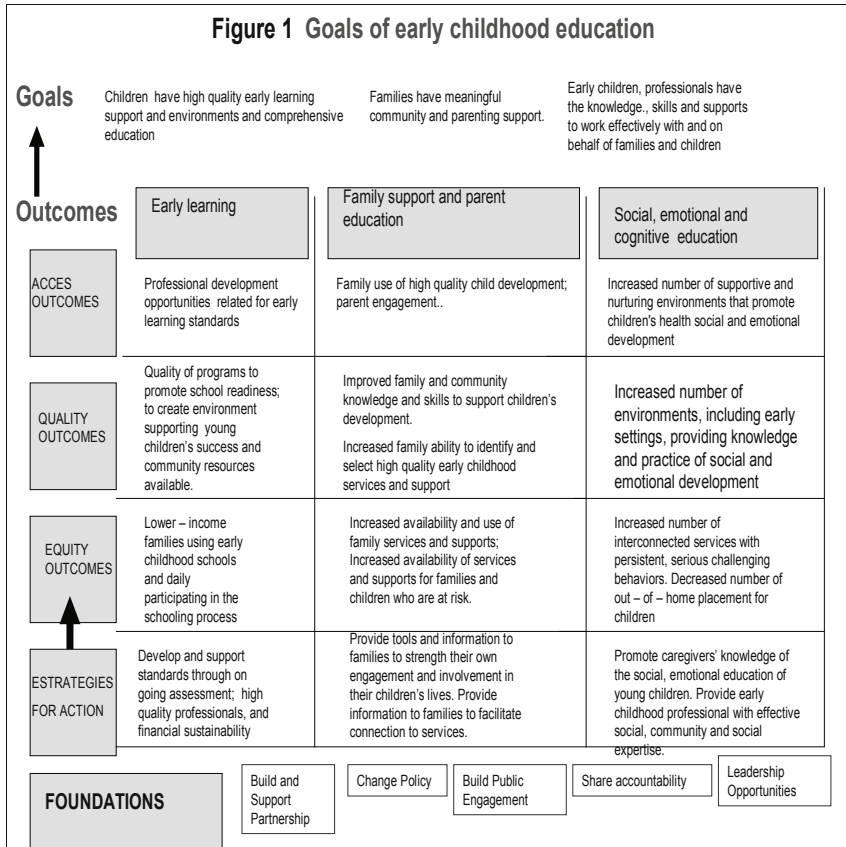 Figure 1 Goals of early childhood education
Goals
Children have high quality early learning
support and environments and comprehensive
education
Families have meaningful
community and parenting support.
Early children, professionals have
the knowledge., skills and supports
to work effectively with and on
behalf of families and children
Outcomes
Early learning
Family support and parent
education
Social, emotional and
cognitive education
ACCES
OUTCOMES
Professional development
opportunities related for early
learning standards
Family use of high quality child development;
parent engagement..
Increased number of supportive and
nurturing environments that promote
children's health social and emotional
development
QUALITY
OUTCOMES
Quality of programs to
promote school readiness;
to create environment
supporting young
children's success and
community resources
available.
Improved family and community
knowledge and skills to support children's
development.
Increased family ability to identify and
select high quality early childhood
services and support
Increased number of
environments, including early
settings, providing knowledge
and practice of social and
emotional development
EQUITY
OUTCOMES
Lower – income
families using early
childhood schools
and daily
participating in the
schooling process
Increased availability and use of
family services and supports;
Increased availability of services
and supports for families and
children who are at risk.
Increased number of
interconnected services with
persistent, serious challenging
behaviors. Decreased number of
out – of – home placement for
children
ESTRATEGIES
FOR ACTION
Develop and support
standards through on
going assessment; high
quality professionals, and
financial sustainability
Provide tools and information to
families to strength their own
engagement and involvement in
their children's lives. Provide
information to families to facilitate
connection to services.
Promote caregivers' knowledge of
the social, emotional education of
young children. Provide early
childhood professional with effective
social, community and social
expertise.
FOUNDATIONS
Build and
Support
Partnership
Change Policy
Build Public
Engagement
Share accountability
Leadership
Opportunities